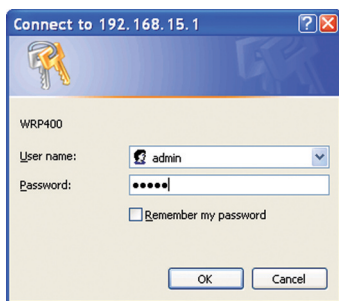 Connect to 192.168.15.1
WRP400
User name: admin
Password: •••••
Remember my password
OK Cancel